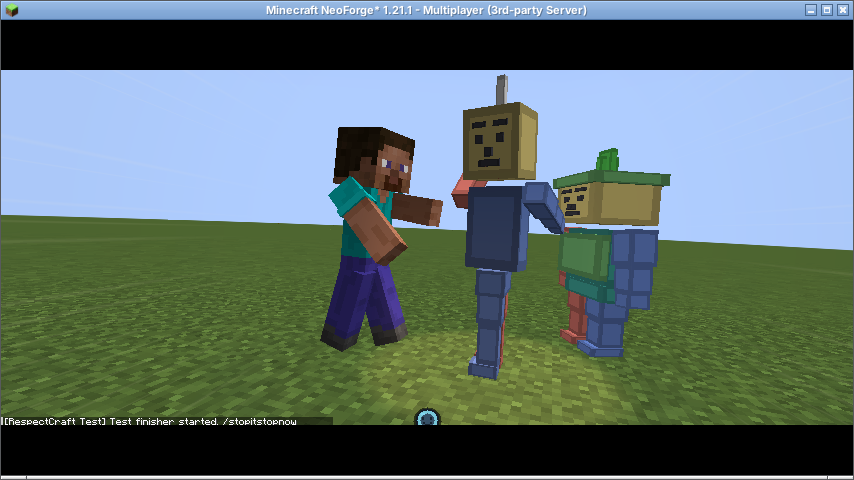 Minecraft NeoForge* 1.21.1 - Multiplayer (3rd-party Server)
[RespectCraft Test] Test finisher started. /stopitstopnow